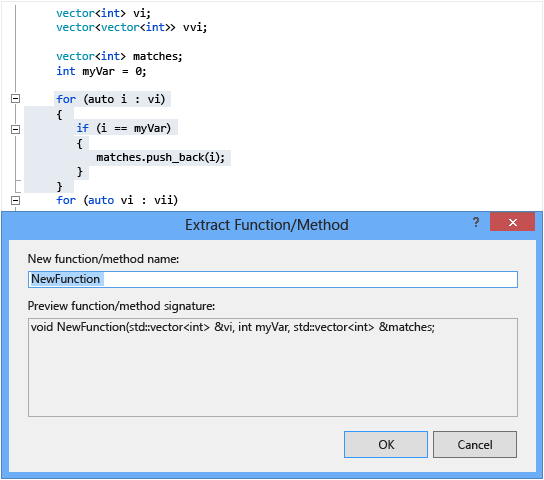 vector<int> vi;
vector<vector<int>> vvi;
vector<int> matches;
int myVar = 0;
for (auto i : vi)
{
if (i == myVar)
{
matches.push_back(i);
}
}
for (auto vi : vii)
Extract Function/Method
?
New function/method name:
NewFunction
Preview function/method signature:
void NewFunction(std::vector<int> &vi, int myVar, std::vector<int> &matches;
OK
Cancel